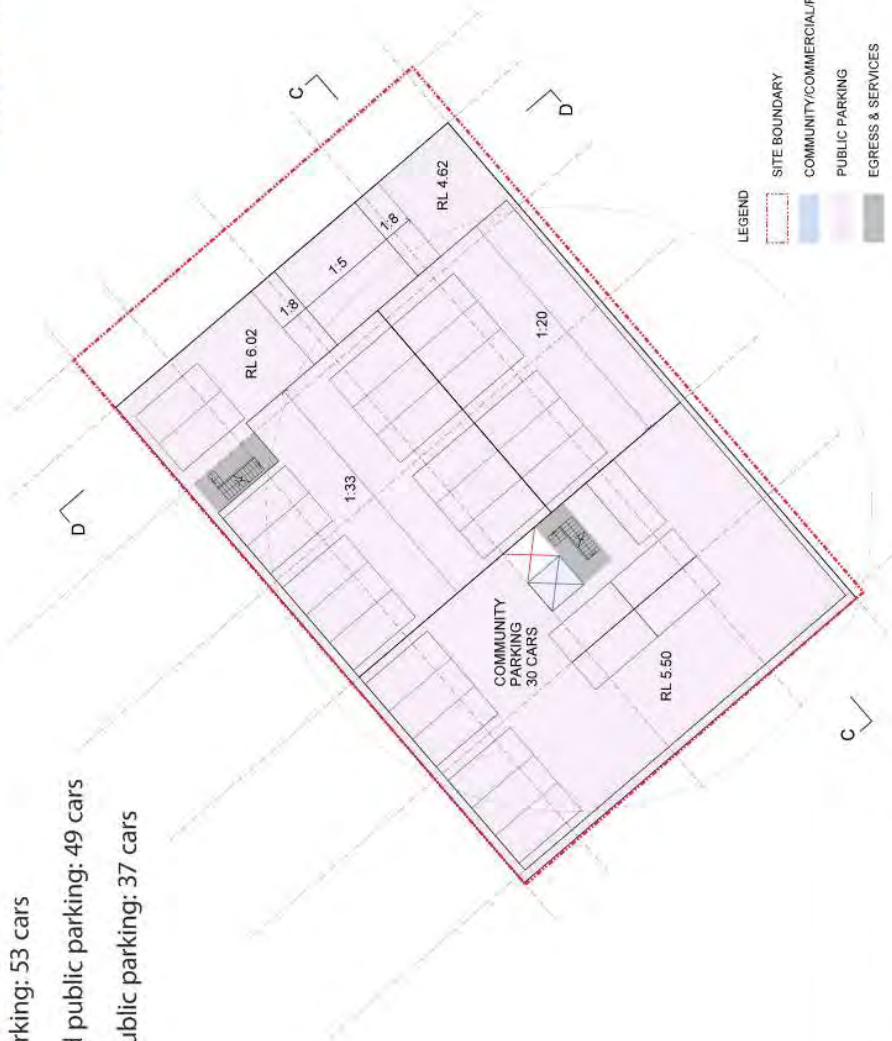 rking: 53 cars
public parking: 49 cars
ublic parking: 37 cars
C
D
D
C
RL 6.02
1:8
1:5
1:8
RL 4.62
1:33
1:20
COMMUNITY
PARKING
30 CARS
RL 5.50
LEGEND
SITE BOUNDARY
COMMUNITY/COMMERCIAL/
PUBLIC PARKING
EGRESS & SERVICES